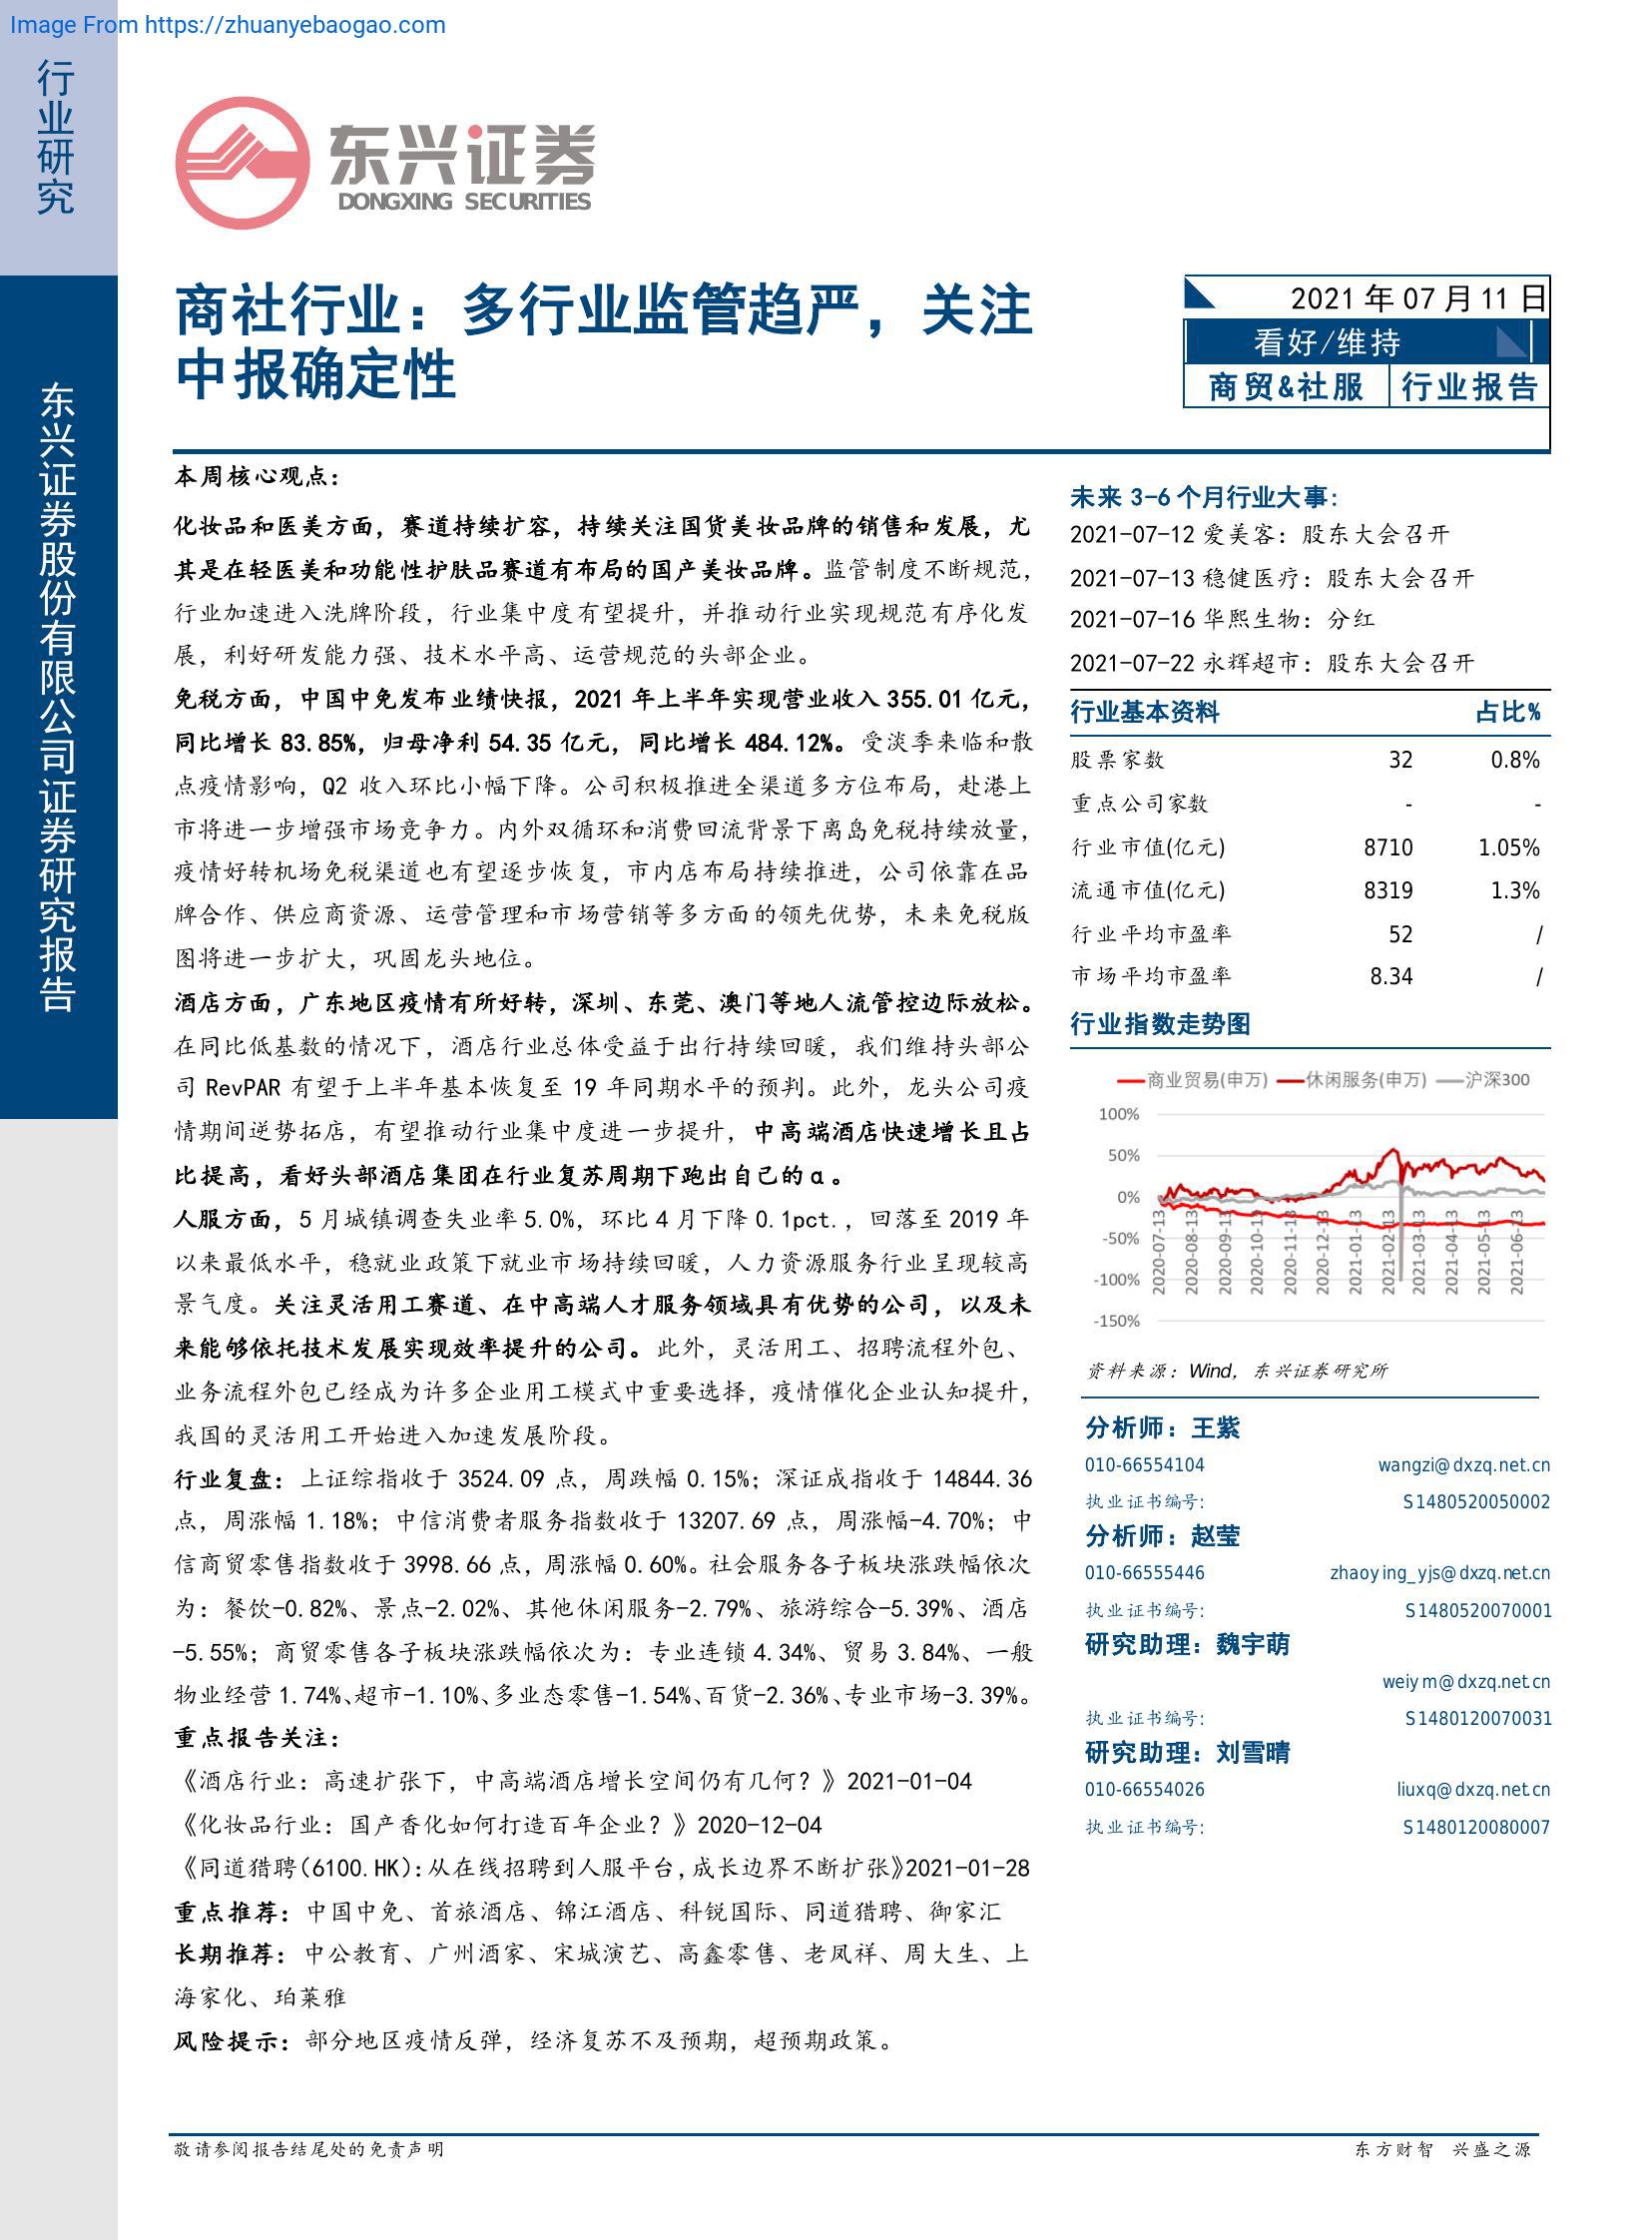 Image From https://zhuanyebaogao.com
行业研究
东兴证券股份有限公司证券研究报告
东兴证券
DONGXING SECURITIES
商社行业：多行业监管趋严，关注
中报确定性
2021 年 07 月 11 日
看好/维持
商贸&社服 行业报告
本周核心观点：
化妆品和医美方面，赛道持续扩容，持续关注国货美妆品牌的销售和发展，尤
其是在轻医美和功能性护肤品赛道有布局的国产美妆品牌。监管制度不断规范，
行业加速进入洗牌阶段，行业集中度有望提升，并推动行业实现规范有序化发
展，利好研发能力强、技术水平高、运营规范的头部企业。
免税方面，中国中免发布业绩快报，2021 年上半年实现营业收入 355.01 亿元，
同比增长 83.85%，归母净利 54.35 亿元，同比增长 484.12%。受淡季来临和散
点疫情影响，Q2 收入环比小幅下降。公司积极推进全渠道多方位布局，赴港上
市将进一步增强市场竞争力。内外双循环和消费回流背景下离岛免税持续放量，
疫情好转机场免税渠道也有望逐步恢复，市内店布局持续推进，公司依靠在品
牌合作、供应商资源、运营管理和市场营销等多方面的领先优势，未来免税版
图将进一步扩大，巩固龙头地位。
酒店方面，广东地区疫情有所好转，深圳、东莞、澳门等地人流管控边际放松。
在同比低基数的情况下，酒店行业总体受益于出行持续回暖，我们维持头部公
司 RevPAR 有望于上半年基本恢复至 19 年同期水平的预判。此外，龙头公司疫
情期间逆势拓店，有望推动行业集中度进一步提升，中高端酒店快速增长且占
比提高，看好头部酒店集团在行业复苏周期下跑出自己的α。
人服方面，5 月城镇调查失业率 5.0%，环比 4 月下降 0.1pct.，回落至 2019 年
以来最低水平，稳就业政策下就业市场持续回暖，人力资源服务行业呈现较高
景气度。关注灵活用工赛道、在中高端人才服务领域具有优势的公司，以及未
来能够依托技术发展实现效率提升的公司。此外，灵活用工、招聘流程外包、
业务流程外包已经成为许多企业用工模式中重要选择，疫情催化企业认知提升，
我国的灵活用工开始进入加速发展阶段。
行业复盘：上证综指收于 3524.09 点，周跌幅 0.15%；深证成指收于 14844.36
点，周涨幅 1.18%；中信消费者服务指数收于 13207.69 点，周涨幅-4.70%；中
信商贸零售指数收于 3998.66 点，周涨幅 0.60%。社会服务各子板块涨跌幅依次
为：餐饮-0.82%、景点-2.02%、其他休闲服务-2.79%、旅游综合-5.39%、酒店
-5.55%；商贸零售各子板块涨跌幅依次为：专业连锁 4.34%、贸易 3.84%、一般
物业经营 1.74%、超市-1.10%、多业态零售-1.54%、百货-2.36%、专业市场-3.39%。
重点报告关注：
《酒店行业：高速扩张下，中高端酒店增长空间仍有几何？》2021-01-04
《化妆品行业：国产香化如何打造百年企业？》2020-12-04
《同道猎聘（6100.HK）：从在线招聘到人服平台，成长边界不断扩张》2021-01-28
重点推荐：中国中免、首旅酒店、锦江酒店、科锐国际、同道猎聘、御家汇
长期推荐：中公教育、广州酒家、宋城演艺、高鑫零售、老凤祥、周大生、上
海家化、珀莱雅
风险提示：部分地区疫情反弹，经济复苏不及预期，超预期政策。
未来 3-6 个月行业大事：
2021-07-12 爱美客：股东大会召开
2021-07-13 稳健医疗：股东大会召开
2021-07-16 华熙生物：分红
2021-07-22 永辉超市：股东大会召开
行业基本资料 占比%
股票家数 32 0.8%
重点公司家数 - -
行业市值(亿元) 8710 1.05%
流通市值(亿元) 8319 1.3%
行业平均市盈率 52 /
市场平均市盈率 8.34 /
行业指数走势图
商业贸易(申万) 休闲服务(申万) 沪深300
100%
50%
0%
-50%
-100%
-150%
2020-07-13 2020-08-13 2020-09-13 2020-10-13 2020-11-13 2020-12-13 2021-01-13 2021-02-13 2021-03-13 2021-04-13 2021-05-13 2021-06-13
资料来源：Wind，东兴证券研究所
分析师：王紫
010-66554104 wangzi@dxzq.net.cn
执业证书编号: S1480520050002
分析师：赵莹
010-66555446 zhaoying_yjs@dxzq.net.cn
执业证书编号: S1480520070001
研究助理：魏宇萌
weiym@dxzq.net.cn
执业证书编号: S1480120070031
研究助理：刘雪晴
010-66554026 liuxq@dxzq.net.cn
执业证书编号: S1480120080007
敬请参阅报告结尾处的免责声明
东方财智 兴盛之源